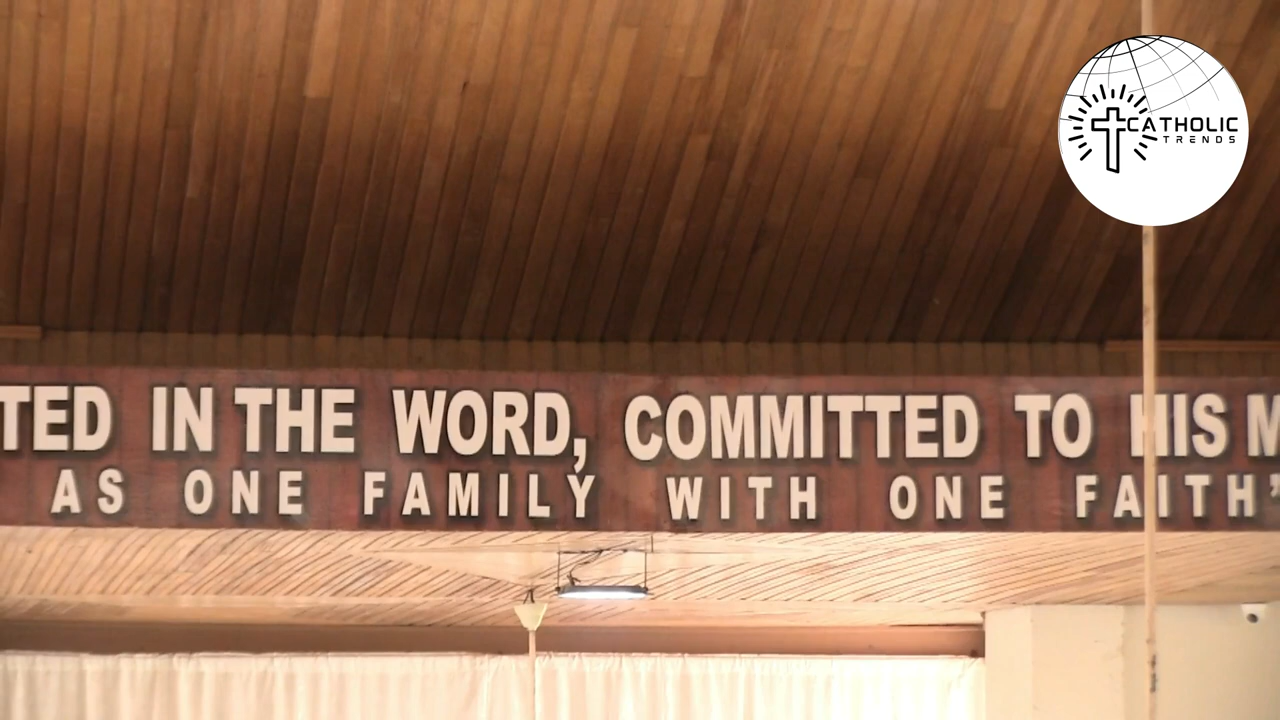 CATHOLIC
TRENDS
TED IN THE WORD, COMMITTED TO HIS M
AS ONE FAMILY WITH ONE FAITH”